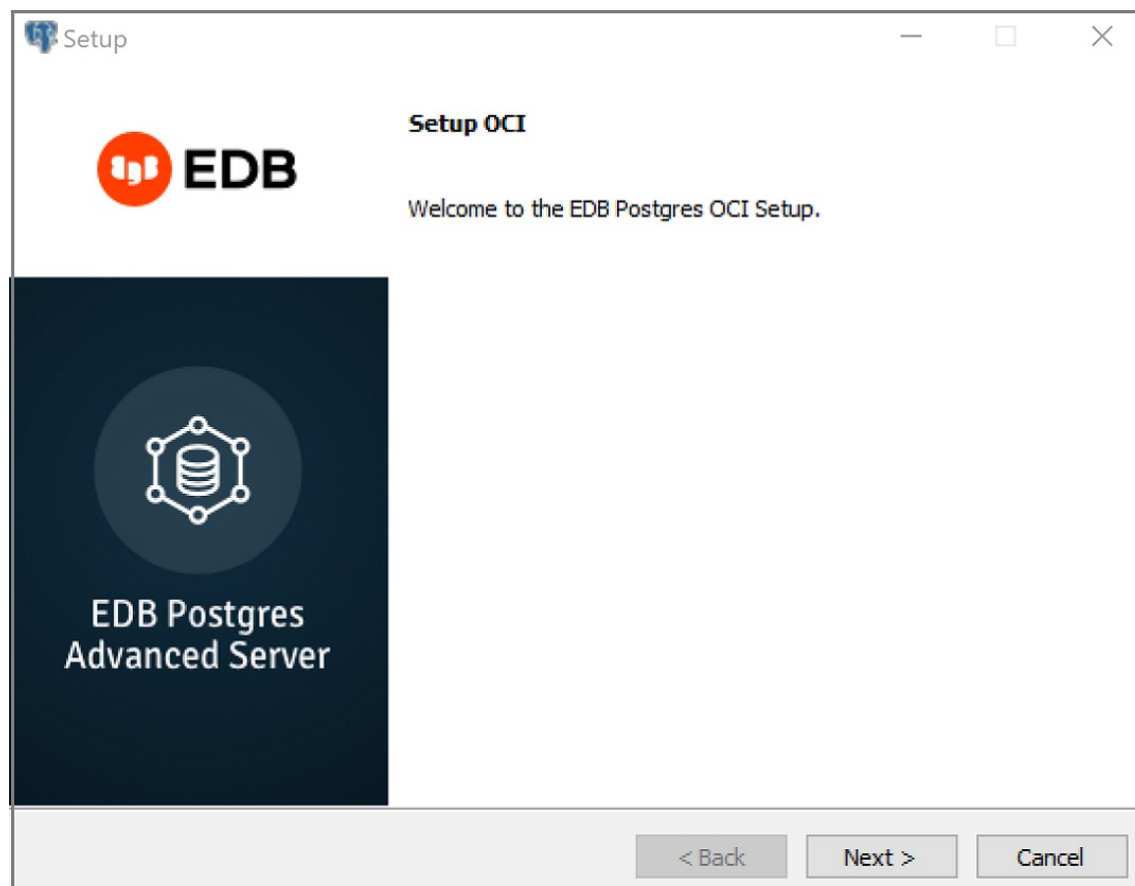 Setup
EDB
Setup OCI
Welcome to the EDB Postgres OCI Setup.
EDB Postgres
Advanced Server
< Back
Next >
Cancel